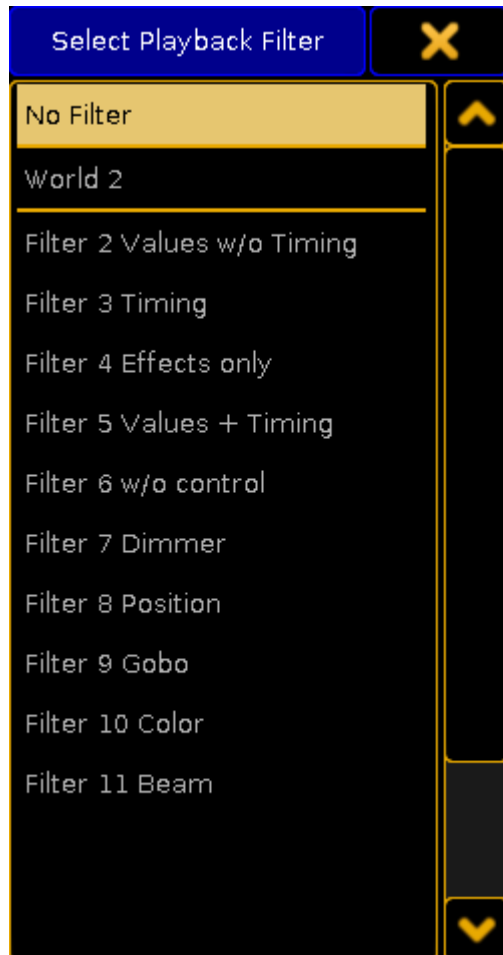 Select Playback Filter
No Filter
World 2
Filter 2 Values w/o Timing
Filter 3 Timing
Filter 4 Effects only
Filter 5 Values + Timing
Filter 6 w/o control
Filter 7 Dimmer
Filter 8 Position
Filter 9 Gobo
Filter 10 Color
Filter 11 Beam